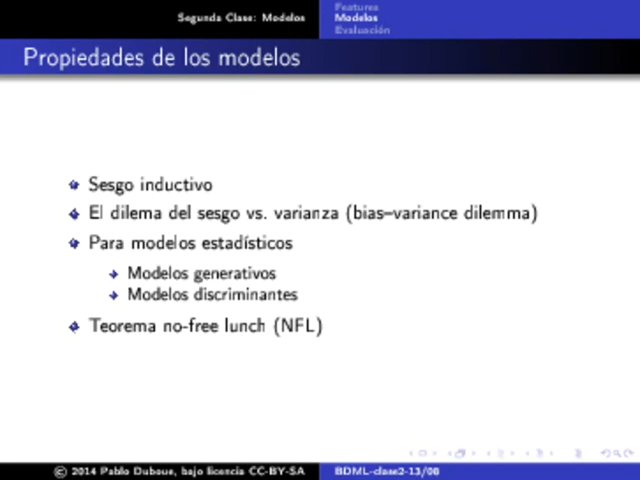 Segunda Clase: Modelos
Features
Modelos
Evaluación
Propiedades de los modelos
Sesgo inductivo
El dilema del sesgo vs. varianza (bias–variance dilemma)
Para modelos estadísticos
Modelos generativos
Modelos discriminantes
Teorema no-free lunch (NFL)
© 2014 Pablo Duboue, bajo licencia CC-BY-SA
BDML-clase2-13/08